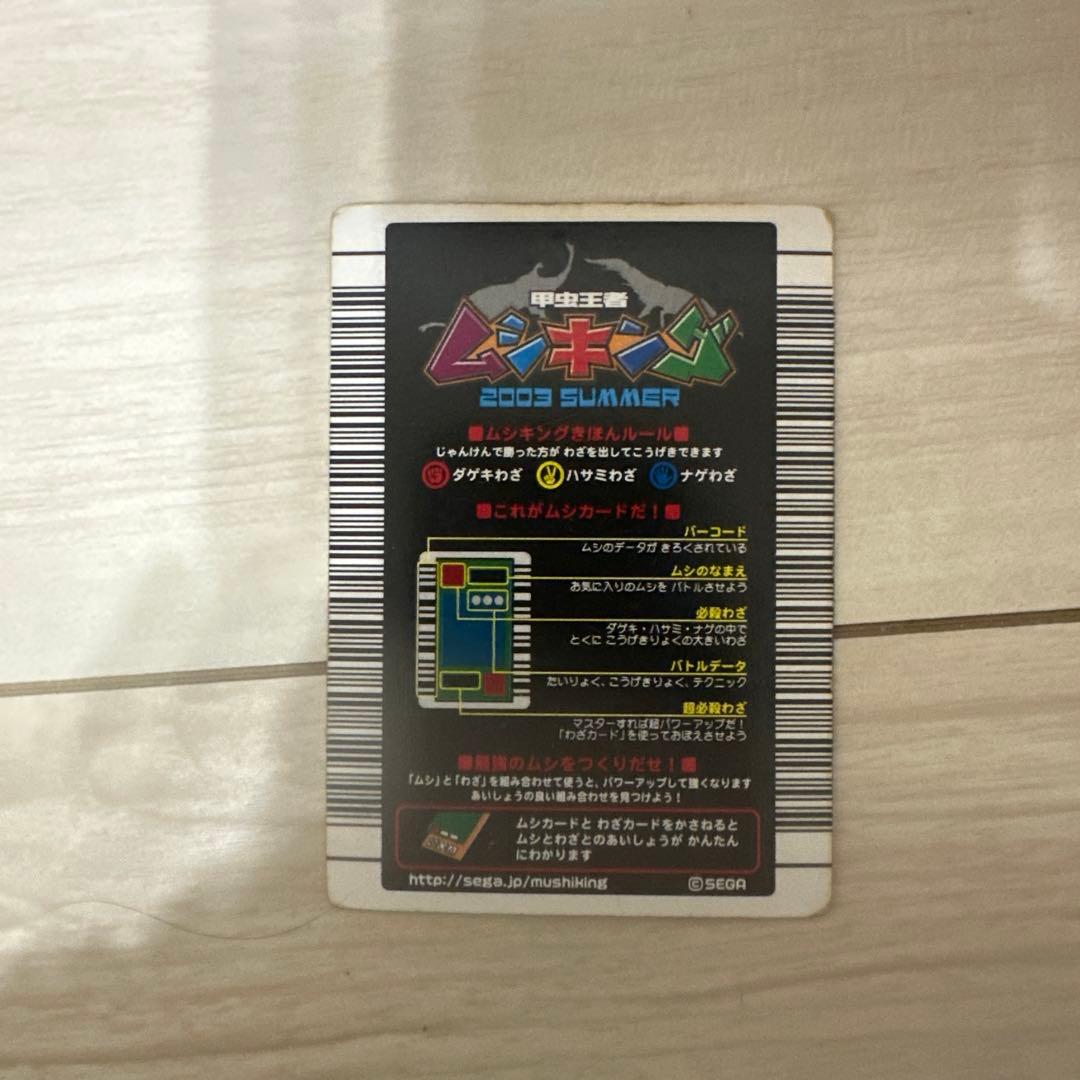 甲虫王者
ムシキング
2003 SUMMER
ムシキングきほんルール
じゃんけんで勝った方が わざを出してこうげきできます
ダゲキわざ ハサミわざ ナゲわざ
これがムシカードだ!
バーコード
ムシのデータが きろくされている
ムシのなまえ
お気に入りのムシを バトルさせよう
必殺わざ
ダゲキ・ハサミ・ナゲの中で
とくに こうげきりょくの大きいわざ
バトルデータ
たいりょく、こうげきりょく、テクニック
超必殺わざ
マスターすれば超パワーアップだ!
「わざカード」を使っておぼえさせよう
最強のムシをつくりだせ!
「ムシ」と「わざ」を組み合わせて使うと、パワーアップして強くなります
あいしょうの良い組み合わせを見つけよう!
ムシカードと わざカードをかさねると
ムシとわざとのあいしょうが かんたん
にわかります
http://sega.jp/mushiking ©SEGA